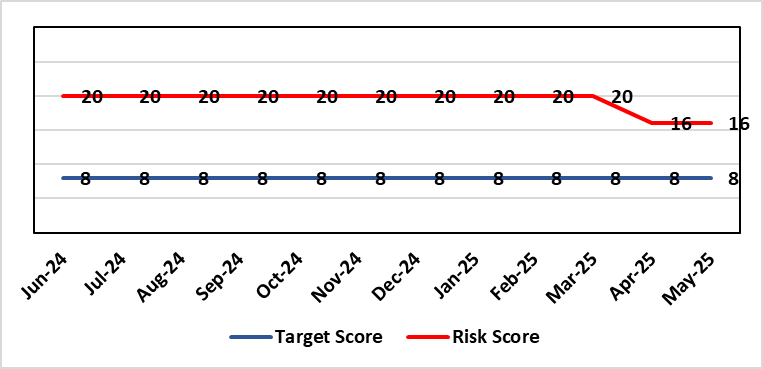 20 20 20 20 20 20 20 20 20 20 16 16
8 8 8 8 8 8 8 8 8 8 8 8
Jun-24 Jul-24 Aug-24 Sep-24 Oct-24 Nov-24 Dec-24 Jan-25 Feb-25 Mar-25 Apr-25 May-25
Target Score Risk Score